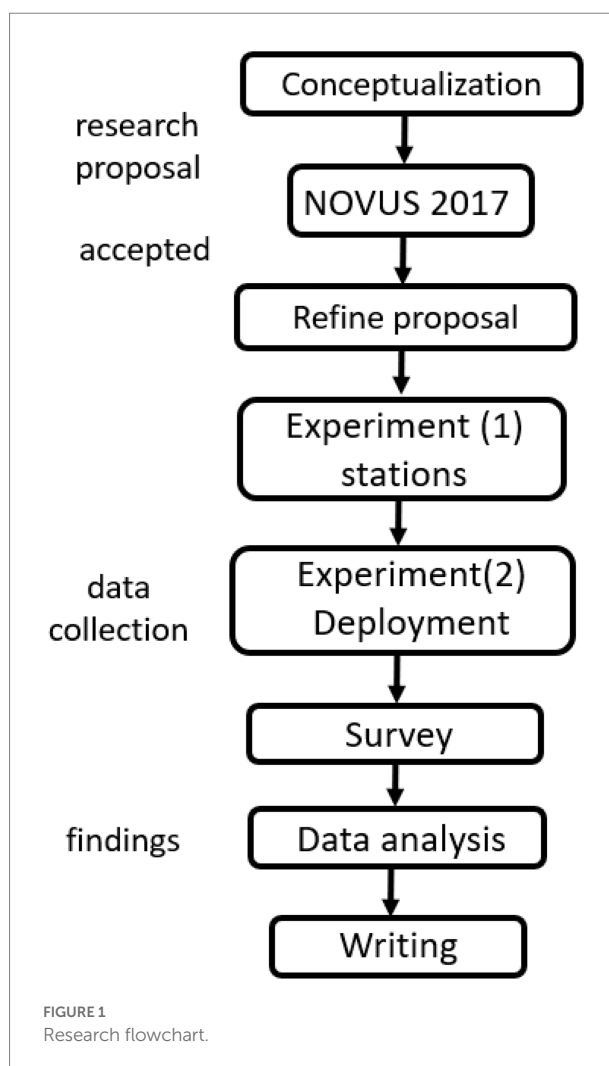 Conceptualization
research
proposal
NOVUS 2017
accepted
Refine proposal
Experiment (1)
stations
Experiment(2)
Deployment
data
collection
Survey
findings
Data analysis
Writing
FIGURE 1
Research flowchart.